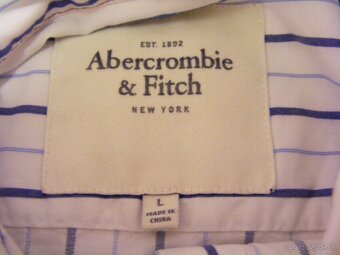 EST. 1892
Abercrombie
& Fitch
NEW YORK
L
MADE IN
CHINA